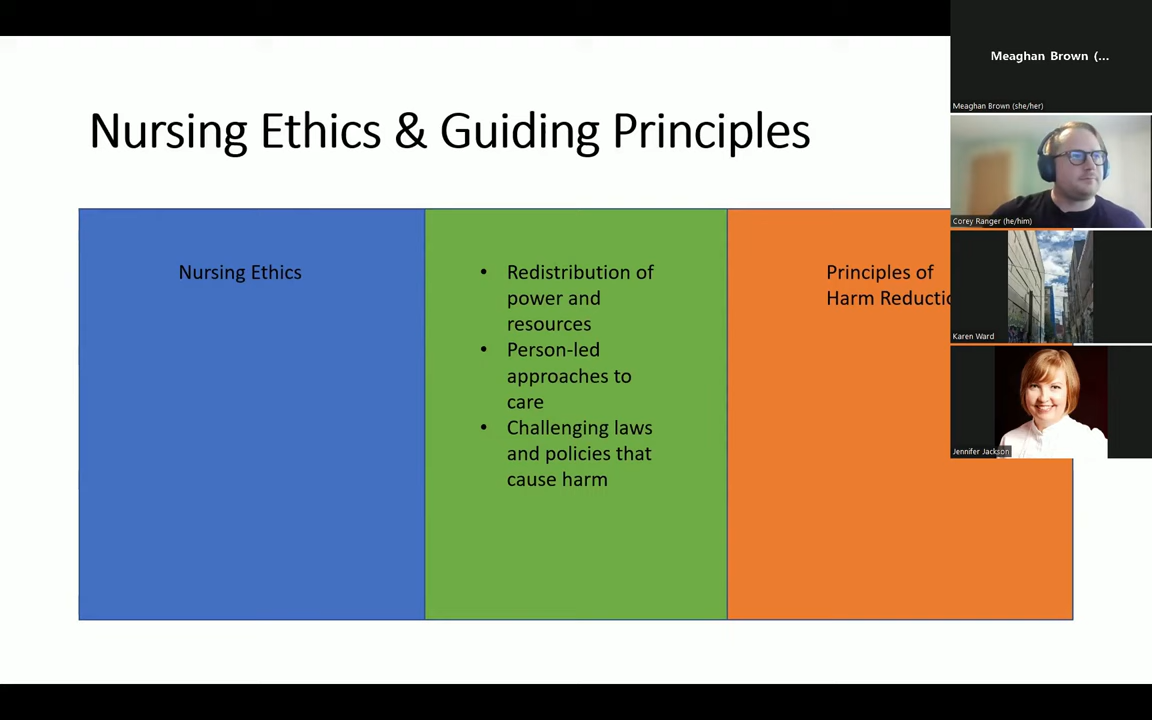 Nursing Ethics & Guiding Principles
Nursing Ethics
• Redistribution of
power and
resources
• Person-led
approaches to
care
• Challenging laws
and policies that
cause harm
Principles of
Harm Reductio
Meaghan Brown (...
Meaghan Brown (she/her)
Corey Ranger (he/him)
Karen Ward
Jennifer Jackson